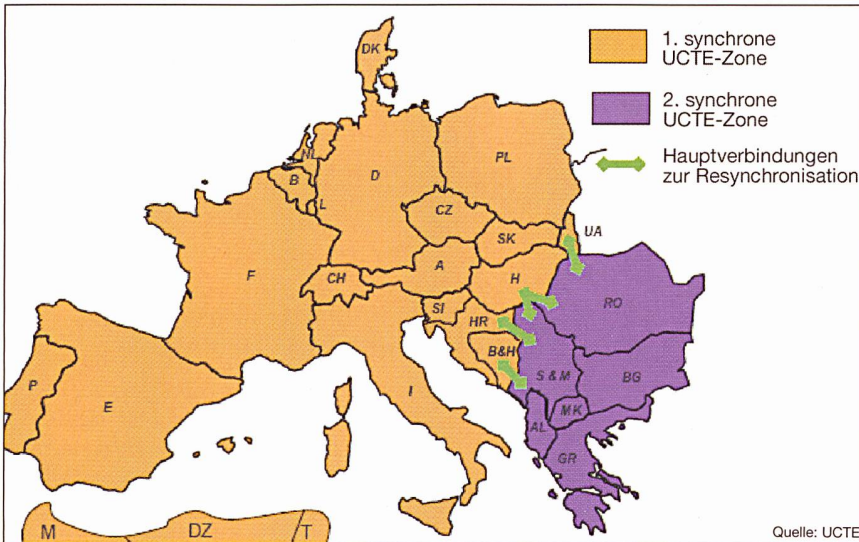 DK
1. synchrone
UCTE-Zone
2. synchrone
UCTE-Zone
Hauptverbindungen
zur Resynchronisation
NL
PL
B
D
L
CZ
UA
SK
F
CH
A
H
SI
HR
RO
B&H
S & M
BG
P
E
I
MK
AL
GR
M
DZ
T
Quelle: UCTE